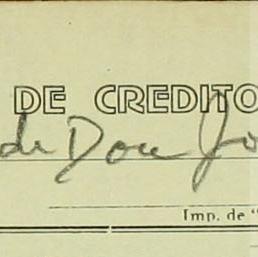 DE CREDITO
de Don Jo
Imp. de "